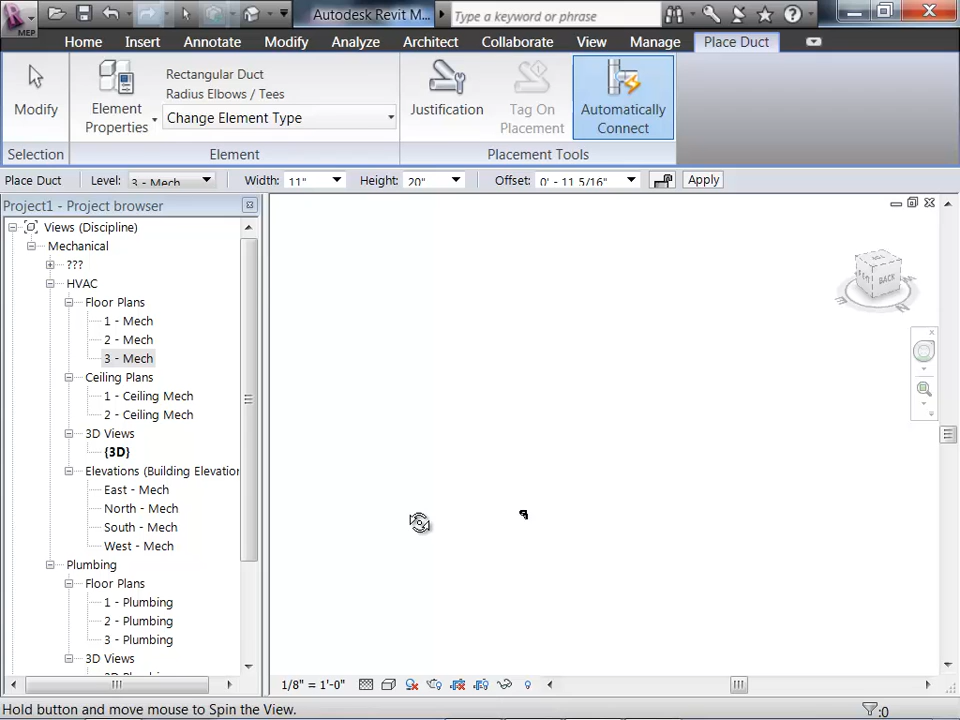 Autodesk Revit M...
Type a keyword or phrase
MEP
Home Insert Annotate Modify Analyze Architect Collaborate View Manage Place Duct
Modify
Element
Properties
Rectangular Duct
Radius Elbows / Tees
Change Element Type
Justification
Tag On
Placement
Automatically
Connect
Selection Element Placement Tools
Place Duct Level: 3 - Mech Width: 11" Height: 20" Offset: 0' - 11 5/16" Apply
Project1 - Project browser
Views (Discipline)
Mechanical
???
HVAC
Floor Plans
1 - Mech
2 - Mech
3 - Mech
Ceiling Plans
1 - Ceiling Mech
2 - Ceiling Mech
3D Views
{3D}
Elevations (Building Elevation
East - Mech
North - Mech
South - Mech
West - Mech
Plumbing
Floor Plans
1 - Plumbing
2 - Plumbing
3 - Plumbing
3D Views
BACK
1/8" = 1'-0"
Hold button and move mouse to Spin the View.
:0